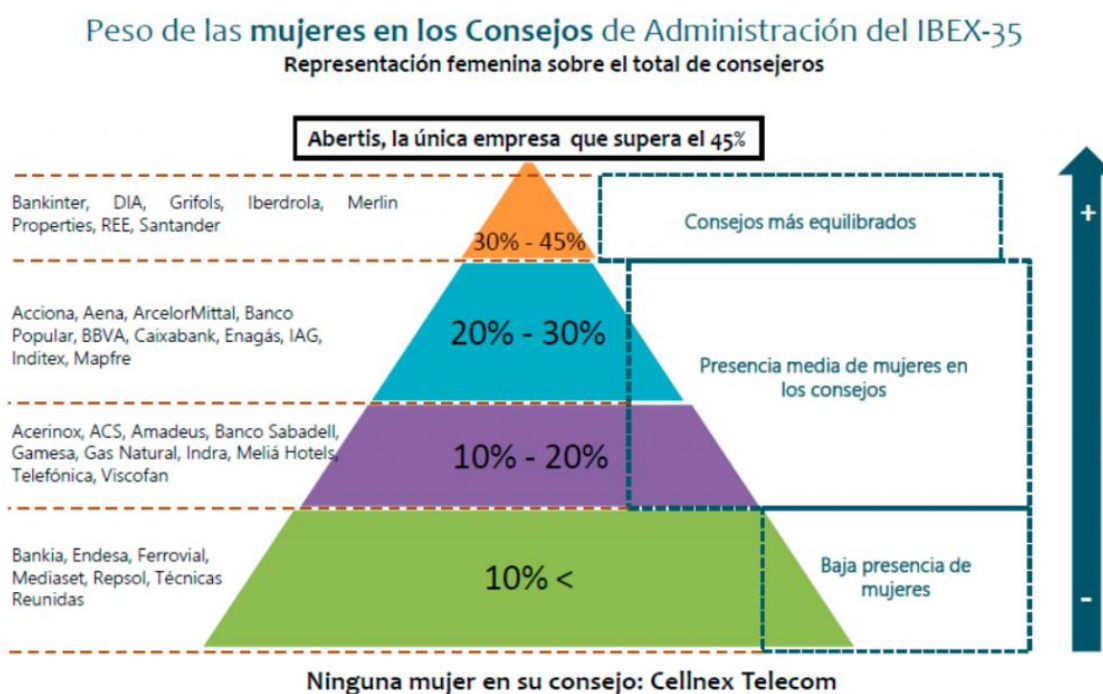 Peso de las mujeres en los Consejos de Administración del IBEX-35
Representación femenina sobre el total de consejeros
Abertis, la única empresa que supera el 45%
Bankinter, DIA, Grifols, Iberdrola, Merlin
Properties, REE, Santander
30% - 45%
Consejos más equilibrados
+
Acciona, Aena, ArcelorMittal, Banco
Popular, BBVA, Caixabank, Enagás, IAG,
Inditex, Mapfre
20% - 30%
Presencia media de mujeres en
los consejos
Acerinox, ACS, Amadeus, Banco Sabadell,
Gamesa, Gas Natural, Indra, Meliá Hotels,
Telefónica, Viscofan
10% - 20%
Bankia, Endesa, Ferrovial,
Mediaset, Repsol, Técnicas
Reunidas
10% <
Baja presencia de
mujeres
-
Ninguna mujer en su consejo: Cellnex Telecom